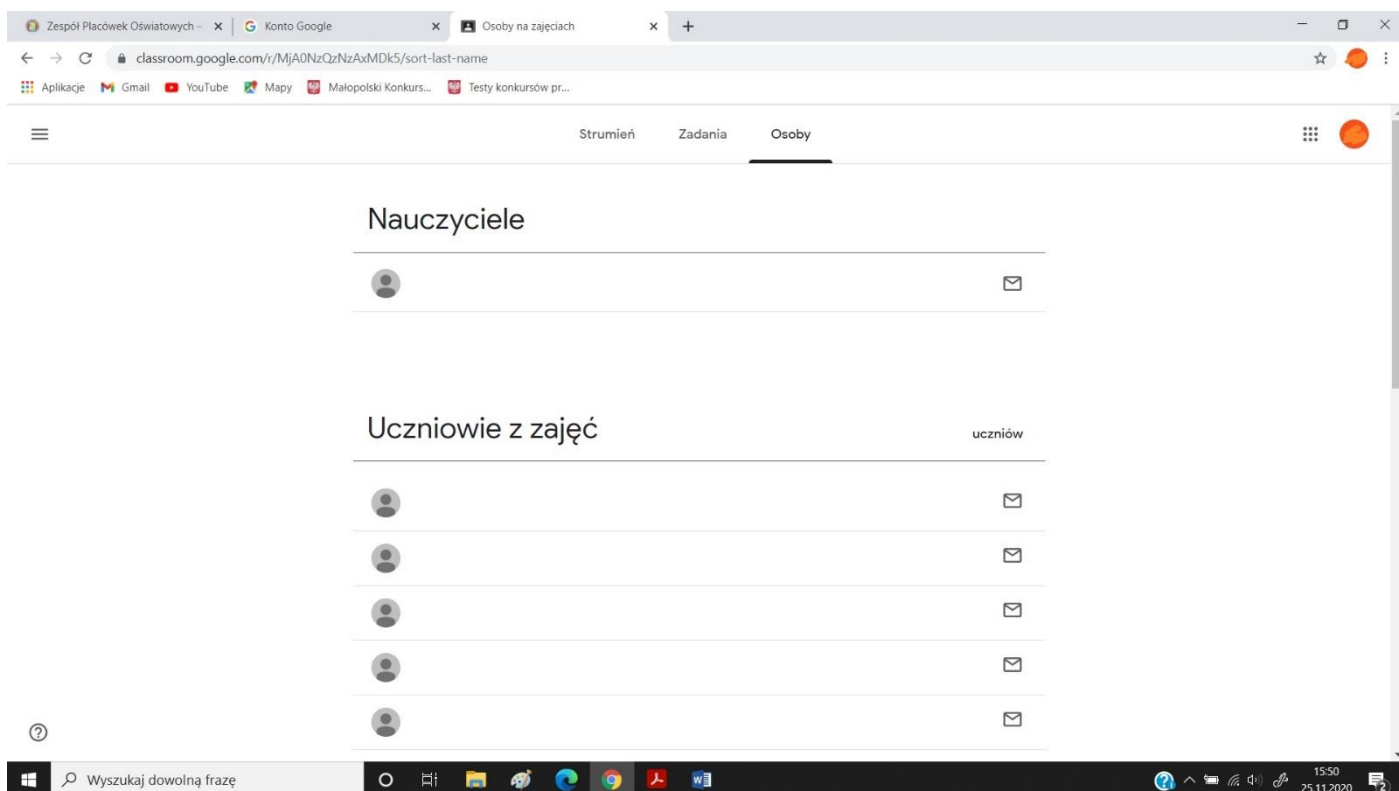 Zespół Placówek Oświatowych –
Konto Google
Osoby na zajęciach
classroom.google.com/r/MjA0NzQzNzAxMDk5/sort-last-name
Aplikacje Gmail YouTube Mapy Małopolski Konkurs... Testy konkursów pr...
Strumień Zadania Osoby
Nauczyciele
Uczniowie z zajęć
uczniów
Wyszukaj dowolną frazę
15:50
25.11.2020